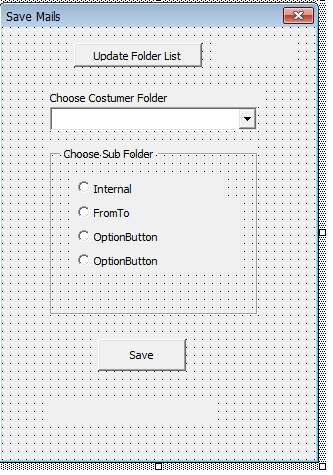 Save Mails
Update Folder List
Choose Costumer Folder
Choose Sub Folder
Internal
FromTo
OptionButton
OptionButton
Save